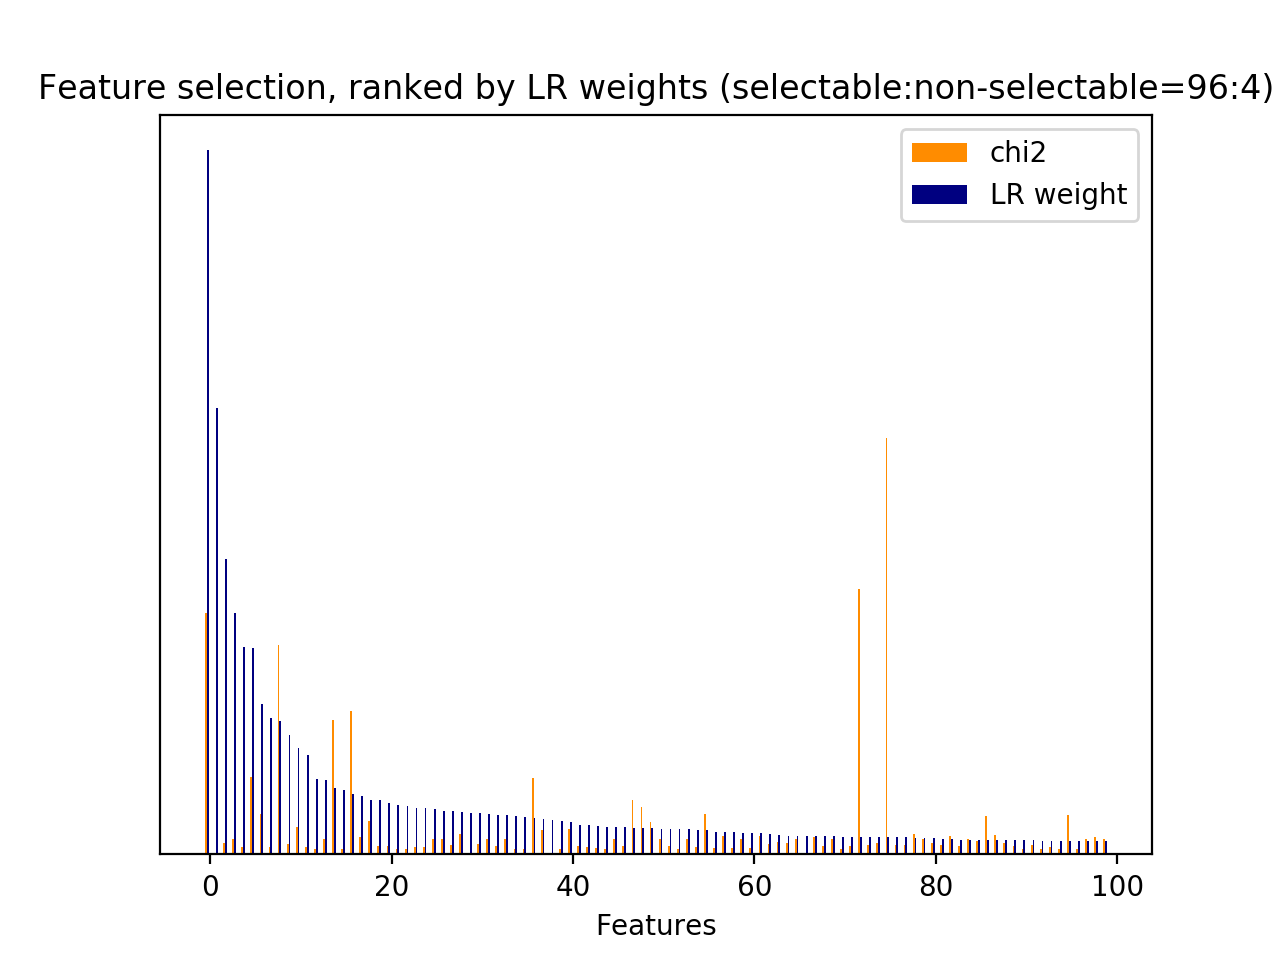 Feature selection, ranked by LR weights (selectable:non-selectable=96:4)
chi2
LR weight
0 20 40 60 80 100
Features